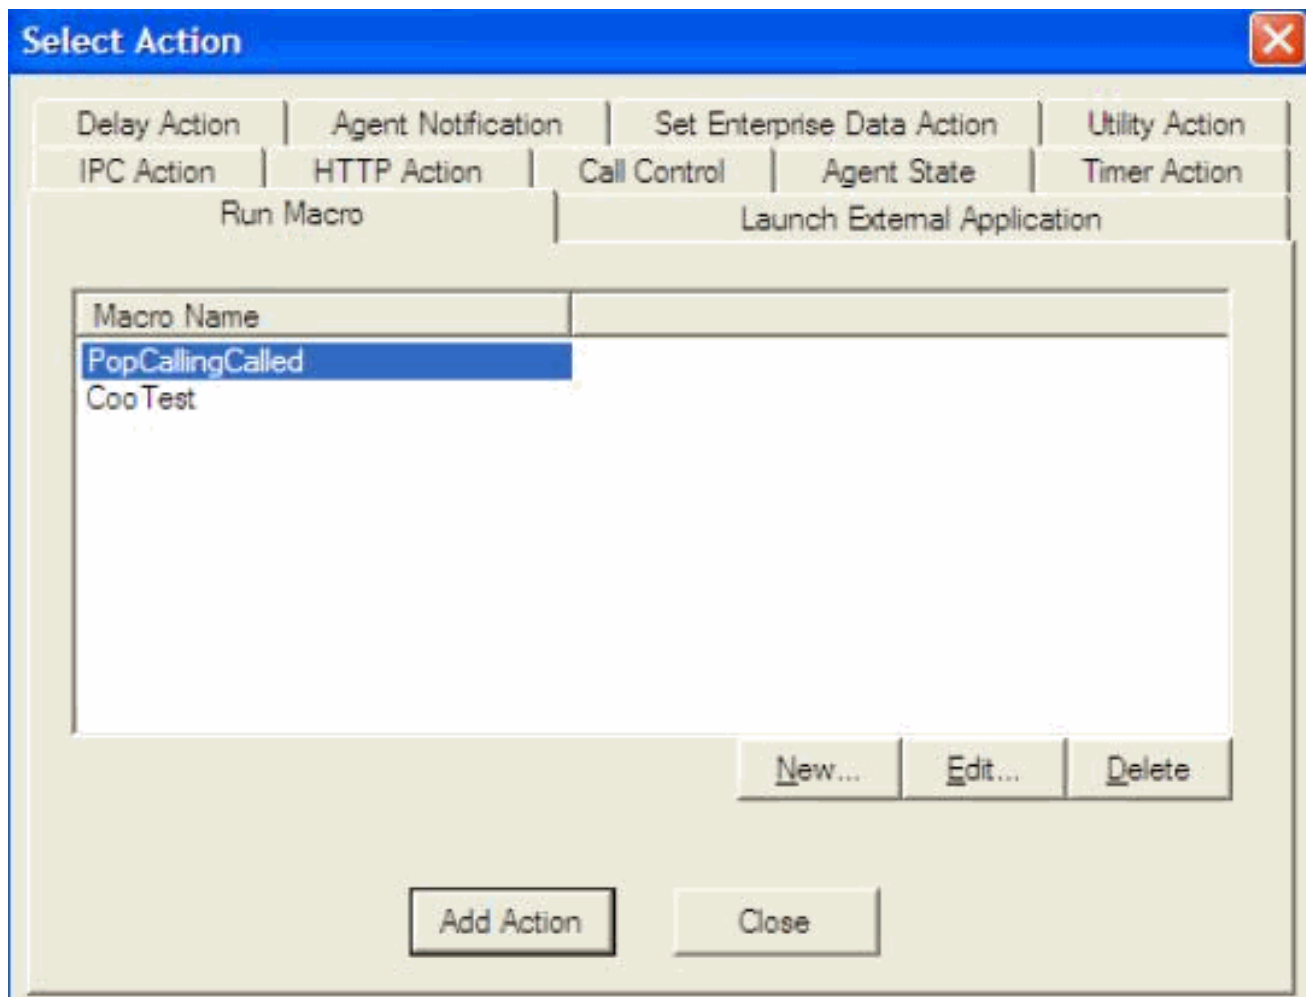 Select Action
Delay Action Agent Notification Set Enterprise Data Action Utility Action
IPC Action HTTP Action Call Control Agent State Timer Action
Run Macro Launch External Application
Macro Name
PopCallingCalled
CooTest
New... Edit... Delete
Add Action Close